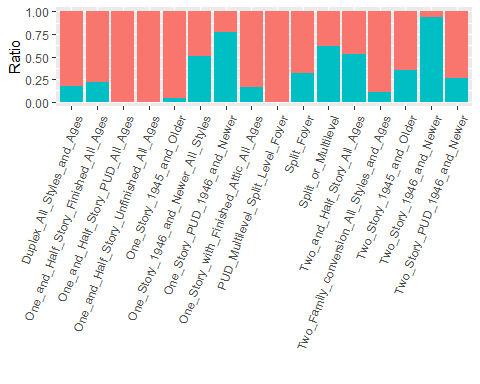 Ratio
1.00
0.75
0.50
0.25
0.00
Duplex_All_Styles_and_Ages
One_and_Half_Story_Finished_All_Ages
One_and_Half_Story_PUD_All_Ages
One_and_Half_Story_Unfinished_All_Ages
One_Story_1945_and_Older
One_Story_1946_and_Newer_All_Styles
One_Story_PUD_1946_and_Newer
One_Story_with_Finished_Attic_All_Ages
PUD_Multilevel_Split_Level_Foyer
Split_Foyer
Split_or_Multilevel
Two_and_Half_Story_All_Ages
Two_Family_conversion_All_Styles_and_Ages
Two_Story_1945_and_Older
Two_Story_1946_and_Newer
Two_Story_PUD_1946_and_Newer